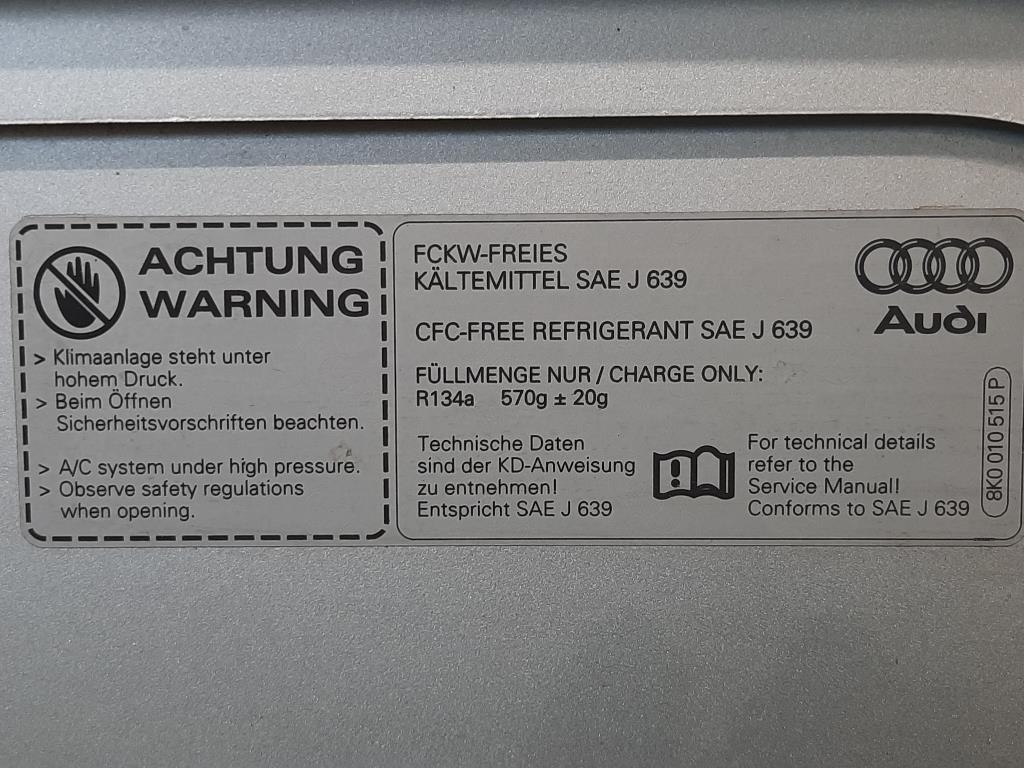 ACHTUNG
WARNING
> Klimaanlage steht unter
hohem Druck.
> Beim Öffnen
Sicherheitsvorschriften beachten.
> A/C system under high pressure.
> Observe safety regulations
when opening.
FCKW-FREIES
KÄLTEMITTEL SAE J 639
CFC-FREE REFRIGERANT SAE J 639
FÜLLMENGE NUR / CHARGE ONLY:
R134a 570g ± 20g
Technische Daten
sind der KD-Anweisung
zu entnehmen!
Entspricht SAE J 639
For technical details
refer to the
Service Manual!
Conforms to SAE J 639
Audi
8K0 010 515 P